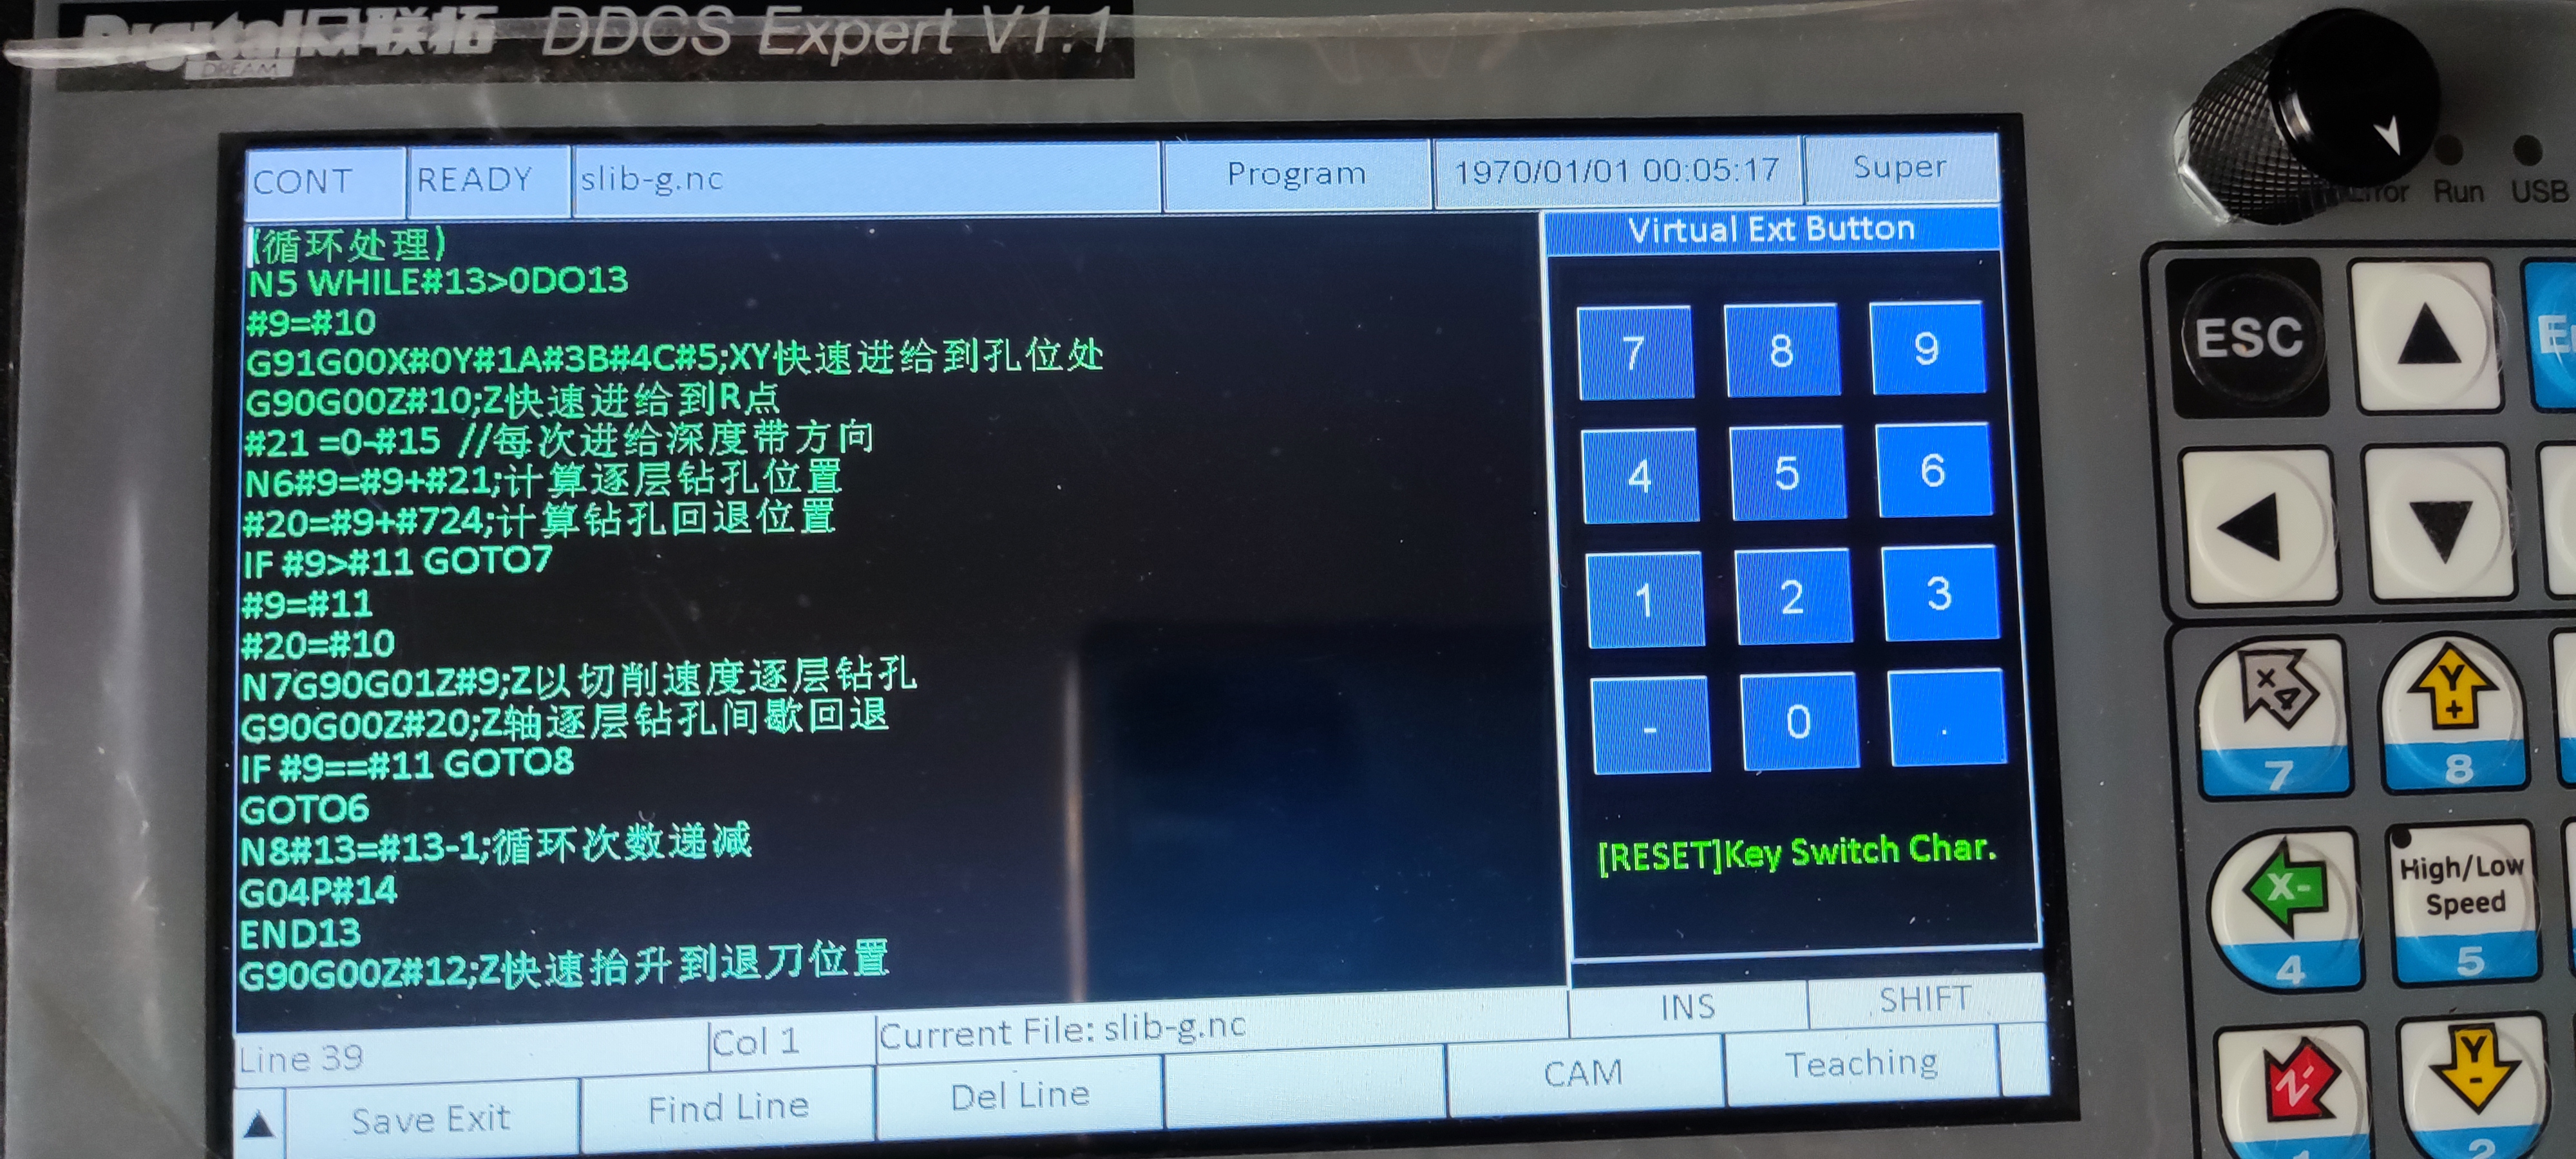 DREAM
DDCS Expert V1.1
CONT
READY
slib-g.nc
Program
1970/01/01 00:05:17
Super
Run
USB
(循环处理)
N5 WHILE#13>0DO13
#9=#10
G91G00X#0Y#1A#3B#4C#5;XY快速进给到孔位处
G90G00Z#10;Z快速进给到R点
#21 =0-#15 //每次进给深度带方向
N6#9=#9+#21;计算逐层钻孔位置
#20=#9+#724;计算钻孔回退位置
IF #9>#11 GOTO7
#9=#11
#20=#10
N7G90G01Z#9;Z以切削速度逐层钻孔
G90G00Z#20;Z轴逐层钻孔间歇回退
IF #9==#11 GOTO8
GOTO6
N8#13=#13-1;循环次数递减
G04P#14
END13
G90G00Z#12;Z快速抬升到退刀位置
Virtual Ext Button
7 8 9
4 5 6
1 2 3
- 0 .
[RESET]Key Switch Char.
INS
SHIFT
Line 39
Col 1
Current File: slib-g.nc
Save Exit
Find Line
Del Line
CAM
Teaching
ESC
X 4
7
Y +
8
X-
4
High/Low
Speed
5
Z-
Y -
2